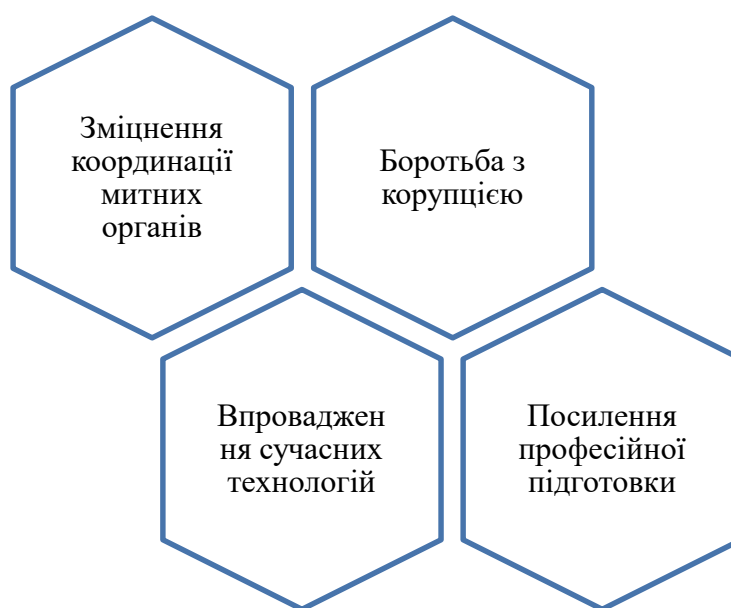 Зміцнення
координації
митних
органів
Боротьба з
корупцією
Впроваджен
ня сучасних
технологій
Посилення
професійної
підготовки